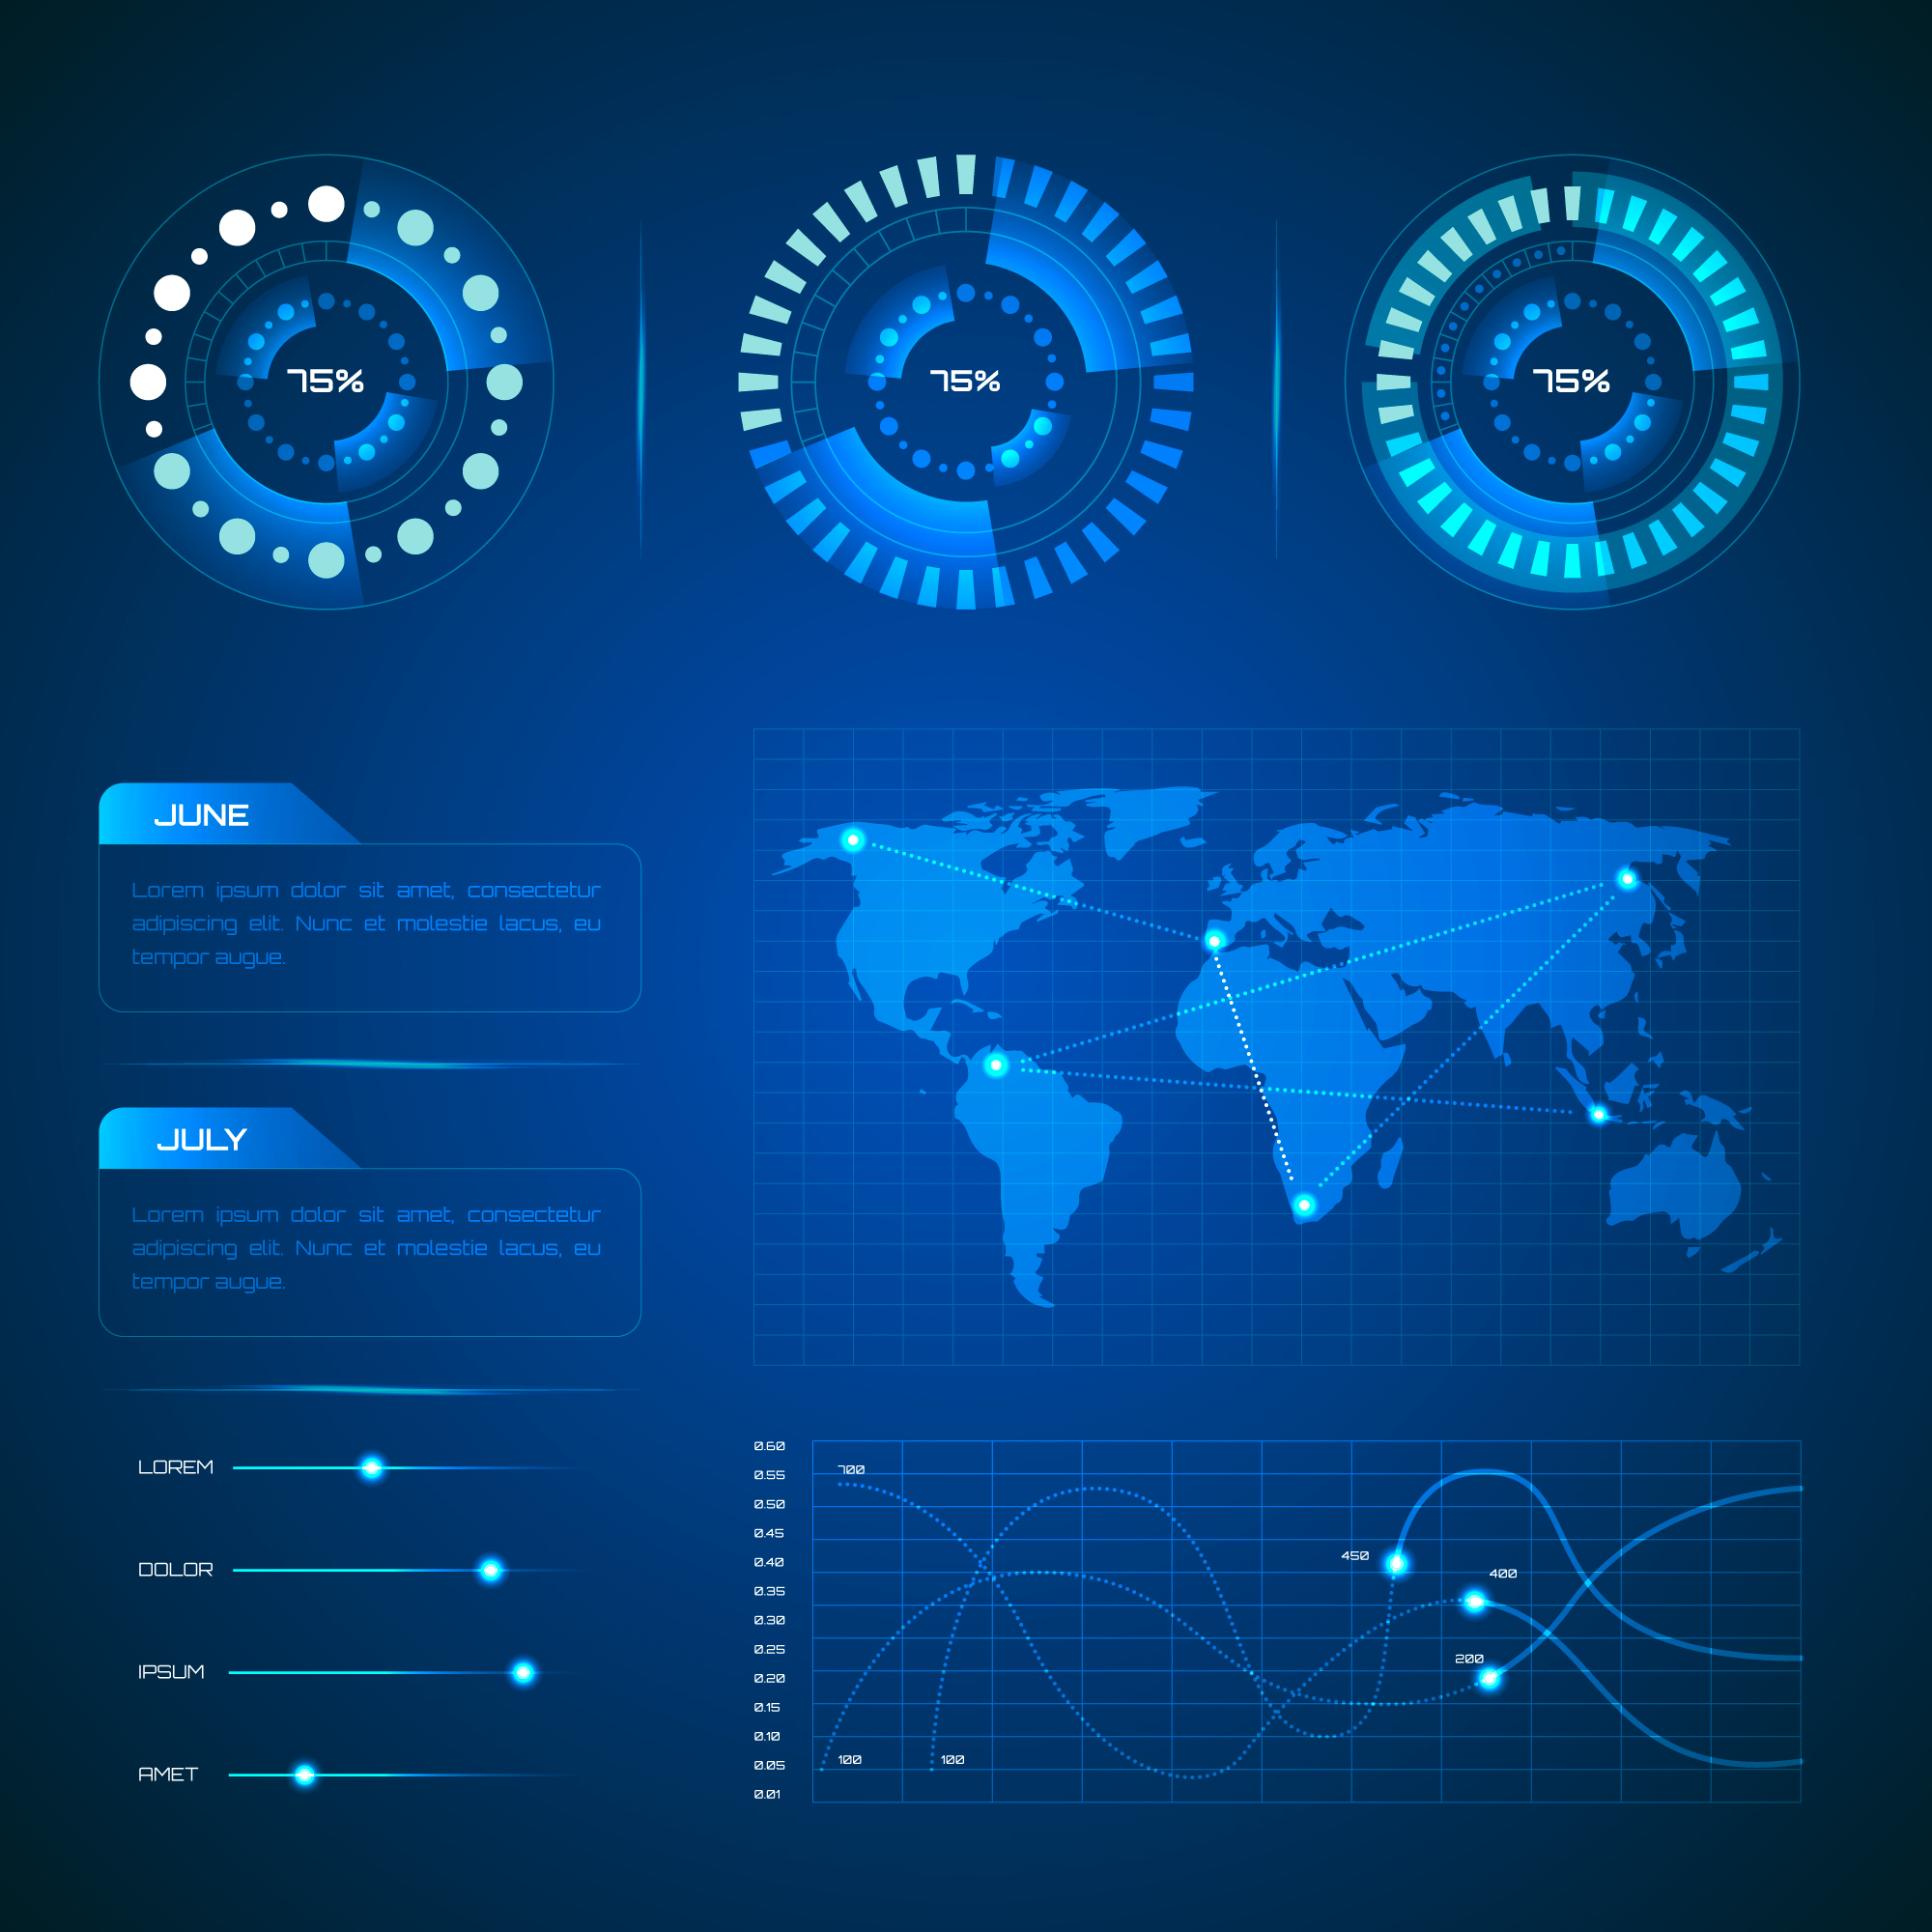 75%
75%
75%
JUNE
Lorem ipsum dolor sit amet, consectetur
adipiscing elit. Nunc et molestie lacus, eu
tempor augue.
JULY
Lorem ipsum dolor sit amet, consectetur
adipiscing elit. Nunc et molestie lacus, eu
tempor augue.
LOREM
DOLOR
IPSUM
AMET
0.60
0.55
0.50
0.45
0.40
0.35
0.30
0.25
0.20
0.15
0.10
0.05
0.01
700
450
400
200
100
100